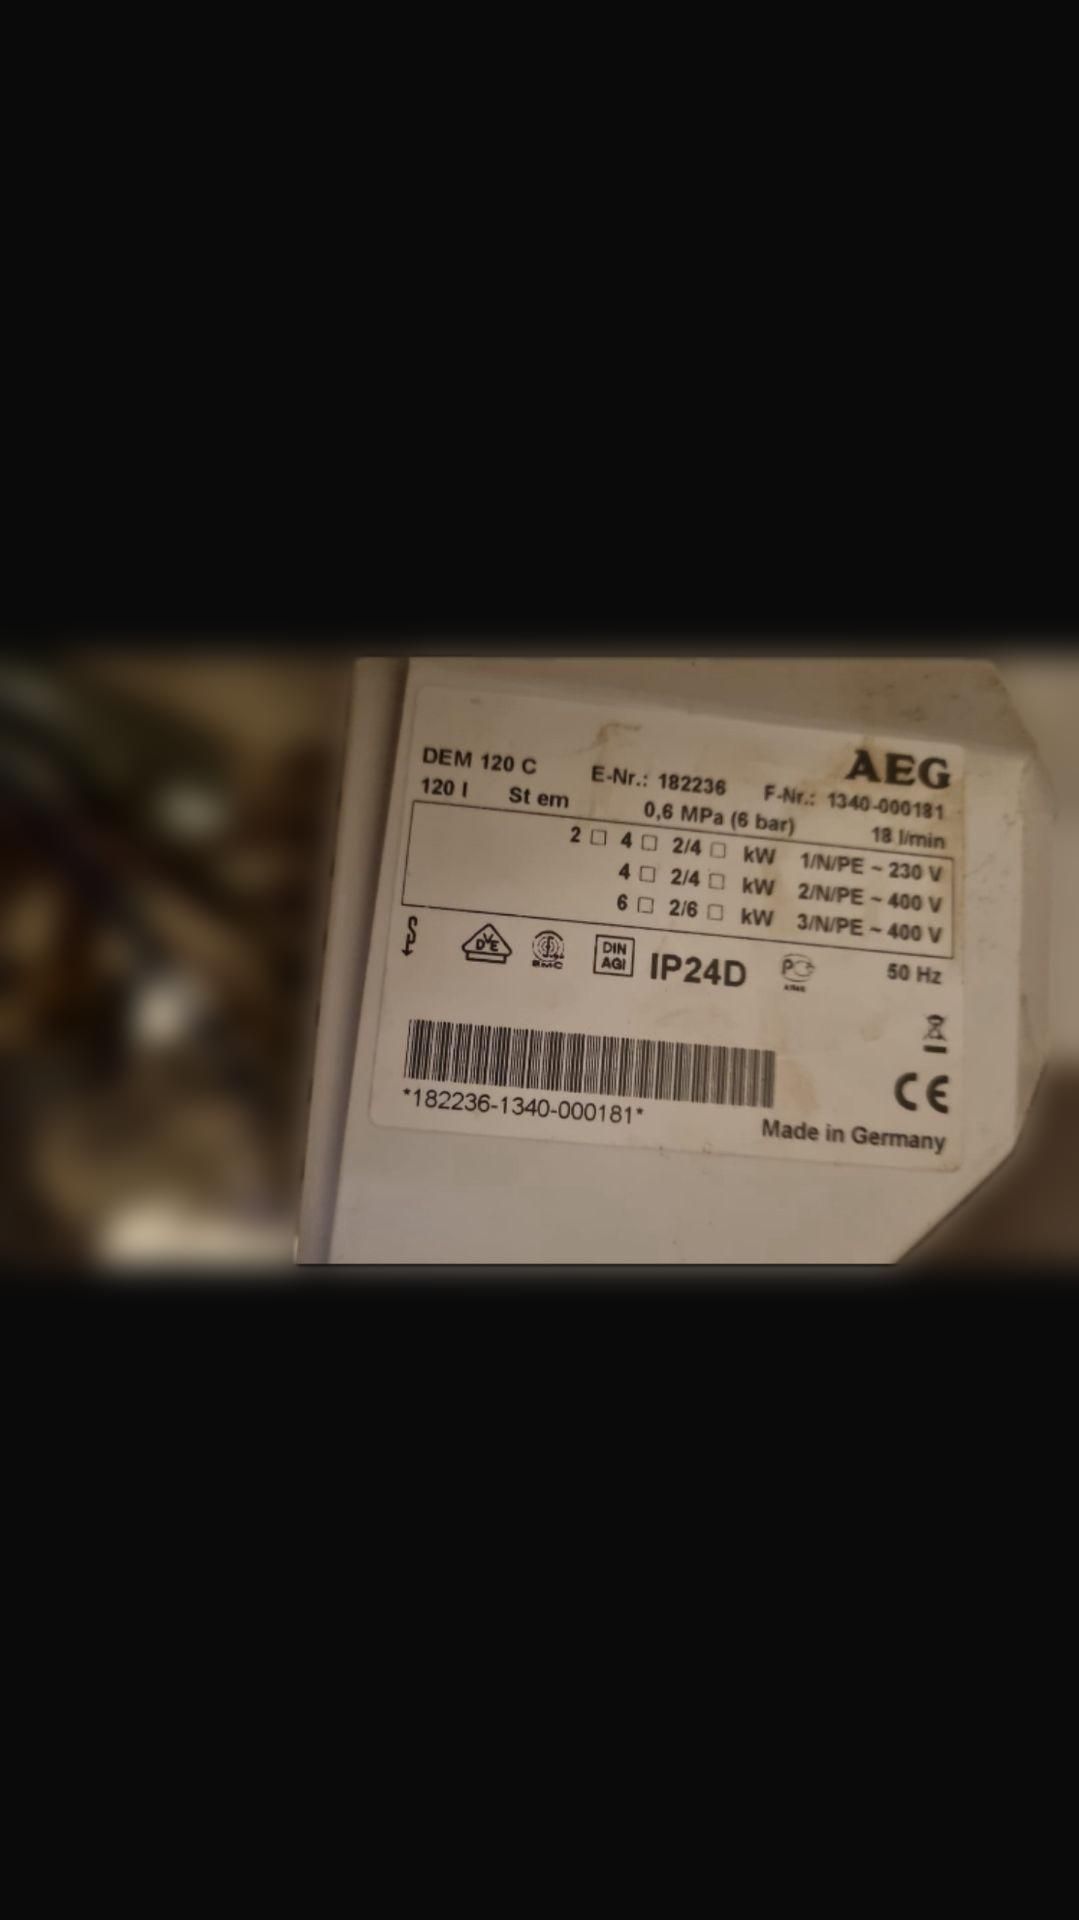 AEG
DEM 120 C E-Nr.: 182236 F-Nr.: 1340-000181
120 l St em 0,6 MPa (6 bar) 18 l/min
2 □ 4 □ 2/4 □ kW 1/N/PE ~ 230 V
4 □ 2/4 □ kW 2/N/PE ~ 400 V
6 □ 2/6 □ kW 3/N/PE ~ 400 V
DVE EMC DIN AGI IP24D 50 Hz
CE
*182236-1340-000181*
Made in Germany